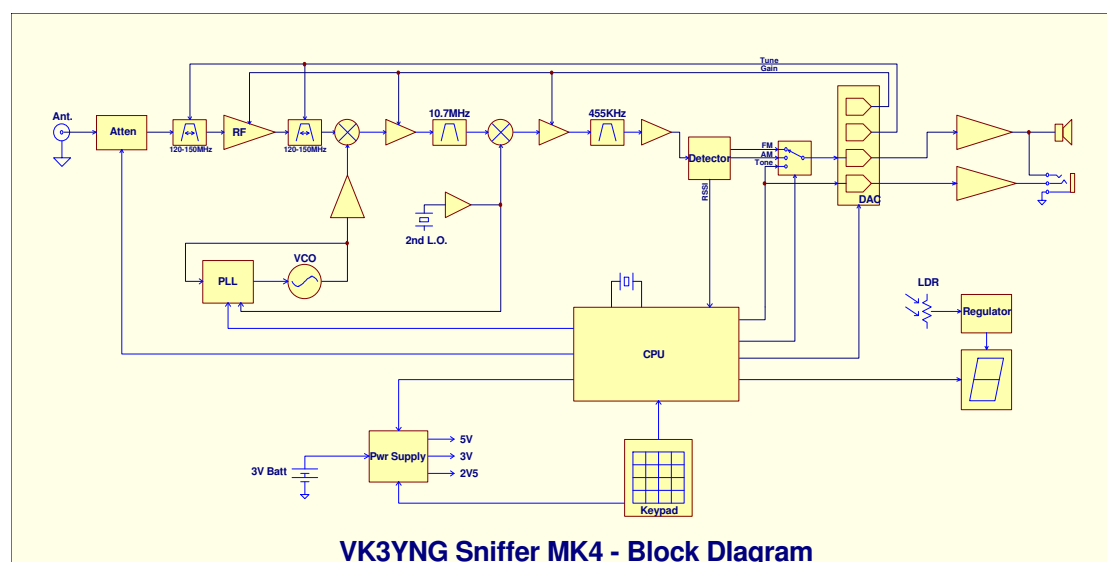 Tune
Gain
Ant.
Atten
120-150MHz
RF
120-150MHz
10.7MHz
455KHz
Detector
FM
AM
Tone
RSSI
DAC
2nd L.O.
PLL
VCO
CPU
LDR
Regulator
3V Batt
Pwr Supply
5V
3V
2V5
Keypad
VK3YNG Sniffer MK4 - Block DIagram